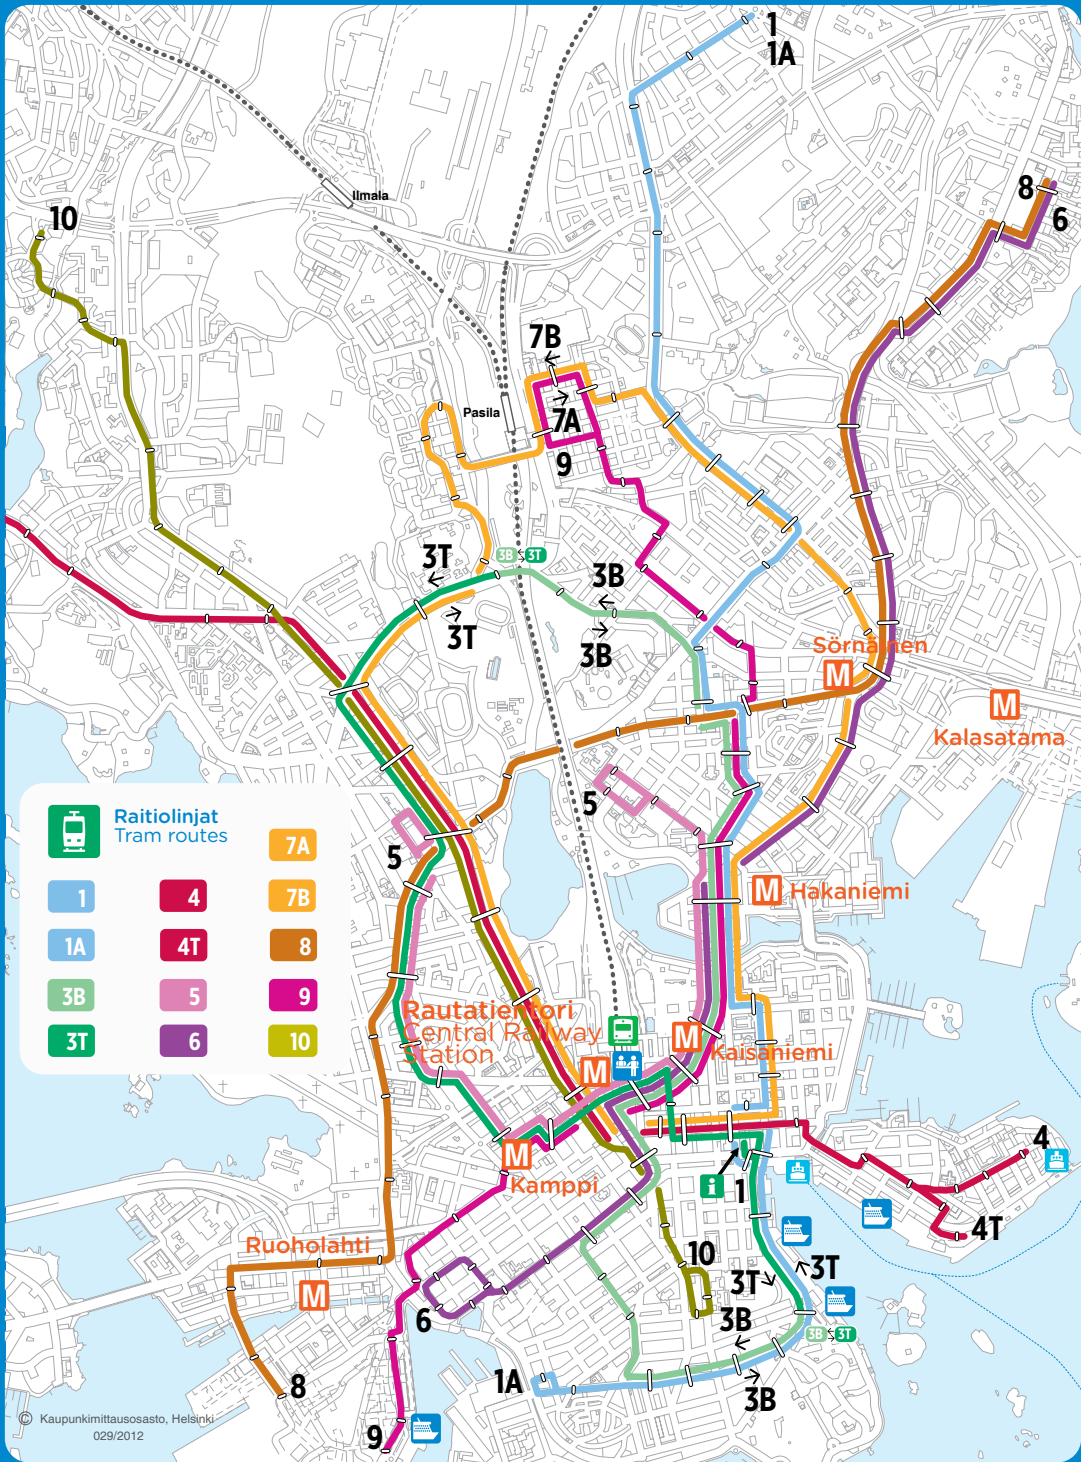 1
1A
8
6
Ilmala
10
7B
Pasila
7A
9
3T
3B 3T
3B
3T
3B
Sörnäinen
M
M
Kalasatama
5
Raitiolinjat
Tram routes
7A
5
1
4
7B
M
Hakaniemi
1A
4T
8
3B
5
9
3T
6
10
Rautatientori
Central Railway
Station
M
M
Kaisaniemi
M
Kamppi
i
1
4
4T
Ruoholahti
M
10
3T
3T
6
3B
3B 3T
1A
3B
8
9
© Kaupunkimittausosasto, Helsinki
029/2012